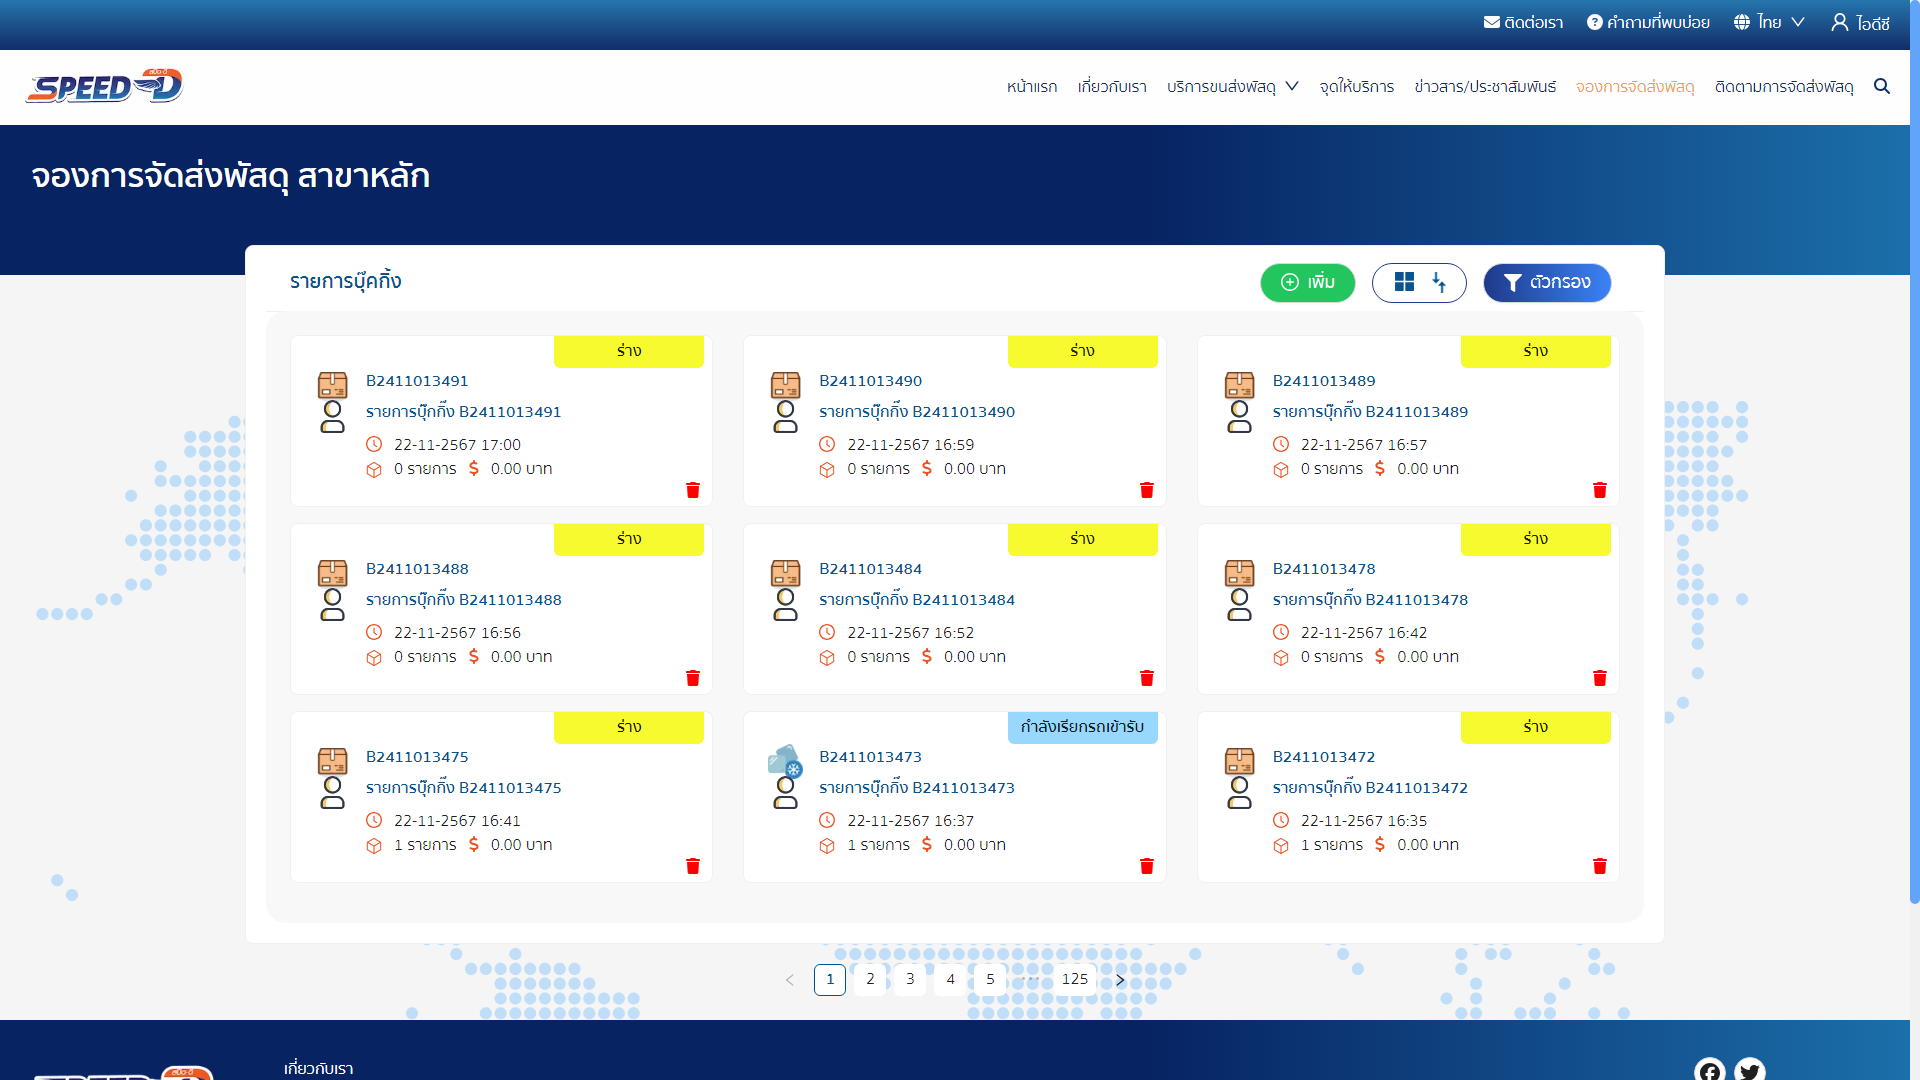 ติดต่อเรา คำถามที่พบบ่อย ไทย ไอดีซี
SPEED-D สปีด-ดี หน้าแรก เกี่ยวกับเรา บริการขนส่งพัสดุ จุดให้บริการ ข่าวสาร/ประชาสัมพันธ์ จองการจัดส่งพัสดุ ติดตามการจัดส่งพัสดุ
จองการจัดส่งพัสดุ สาขาหลัก
รายการบุ๊คกิ้ง เพิ่ม ตัวกรอง
ร่าง
B2411013491
รายการบุ๊กกิ๊ง B2411013491
22-11-2567 17:00
0 รายการ $ 0.00 บาท
ร่าง
B2411013490
รายการบุ๊กกิ๊ง B2411013490
22-11-2567 16:59
0 รายการ $ 0.00 บาท
ร่าง
B2411013489
รายการบุ๊กกิ๊ง B2411013489
22-11-2567 16:57
0 รายการ $ 0.00 บาท
ร่าง
B2411013488
รายการบุ๊กกิ๊ง B2411013488
22-11-2567 16:56
0 รายการ $ 0.00 บาท
ร่าง
B2411013484
รายการบุ๊กกิ๊ง B2411013484
22-11-2567 16:52
0 รายการ $ 0.00 บาท
ร่าง
B2411013478
รายการบุ๊กกิ๊ง B2411013478
22-11-2567 16:42
0 รายการ $ 0.00 บาท
ร่าง
B2411013475
รายการบุ๊กกิ๊ง B2411013475
22-11-2567 16:41
1 รายการ $ 0.00 บาท
กำลังเรียกรถเข้ารับ
B2411013473
รายการบุ๊กกิ๊ง B2411013473
22-11-2567 16:37
1 รายการ $ 0.00 บาท
ร่าง
B2411013472
รายการบุ๊กกิ๊ง B2411013472
22-11-2567 16:35
1 รายการ $ 0.00 บาท
< 1 2 3 4 5 ••• 125 >
เกี่ยวกับเรา